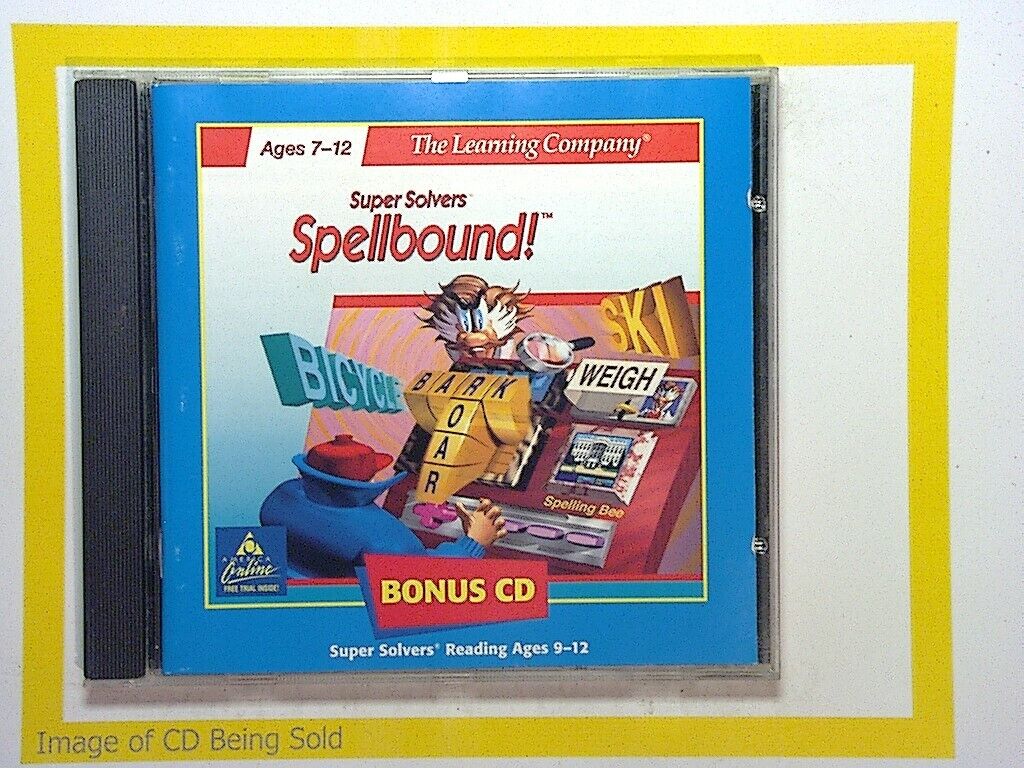 Ages 7–12
The Learning Company®
Super Solvers™
Spellbound!™
SKI
BICYCLE
BARK
OAR
WEIGH
Spelling Bee
AMERICA
Online
FREE TRIAL INSIDE!
BONUS CD
Super Solvers® Reading Ages 9–12
Image of CD Being Sold